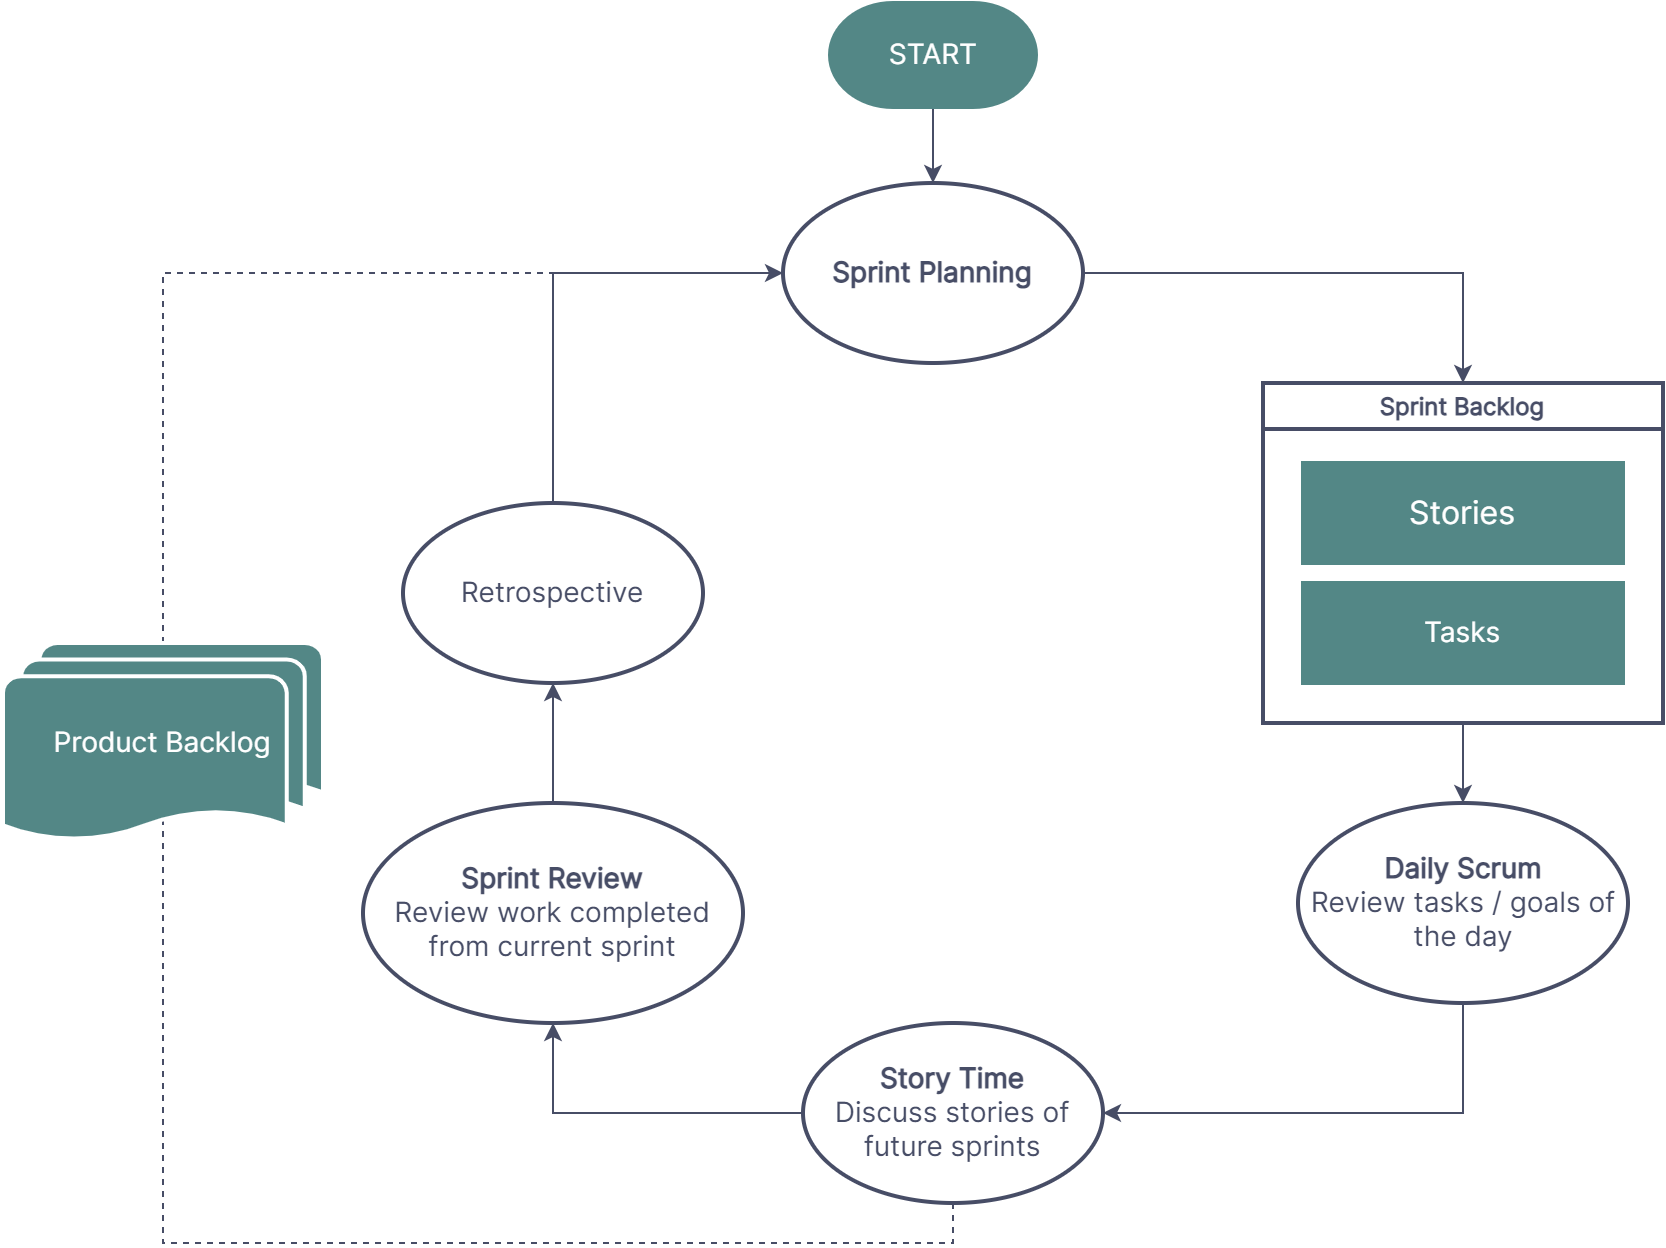 START
Sprint Planning
Sprint Backlog
Stories
Tasks
Retrospective
Product Backlog
Sprint Review
Review work completed
from current sprint
Daily Scrum
Review tasks / goals of
the day
Story Time
Discuss stories of
future sprints